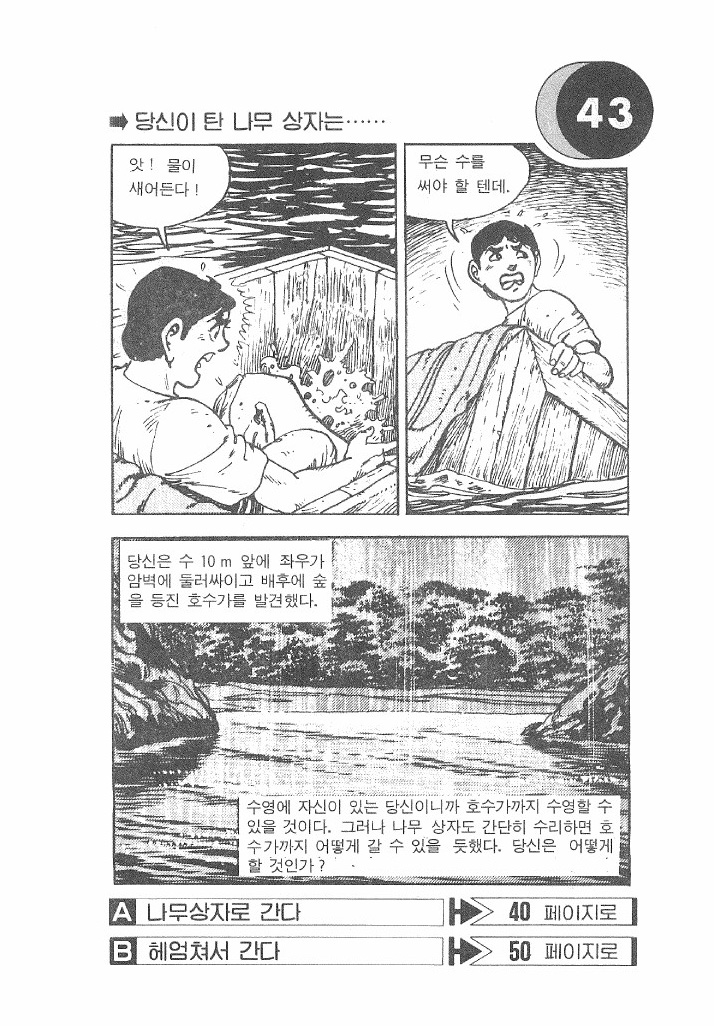 43
➡ 당신이 탄 나무 상자는……
앗! 물이
새어든다!
무슨 수를
써야 할 텐데.
당신은 수 10m 앞에 좌우가
암벽에 둘러싸이고 배후에 숲
을 등진 호수가를 발견했다.
수영에 자신이 있는 당신이니까 호수가까지 수영할 수
있을 것이다. 그러나 나무 상자도 간단히 수리하면 호
수가까지 어떻게 갈 수 있을 듯했다. 당신은 어떻게
할 것인가?
A 나무상자로 간다 40 페이지로
B 헤엄쳐서 간다 50 페이지로